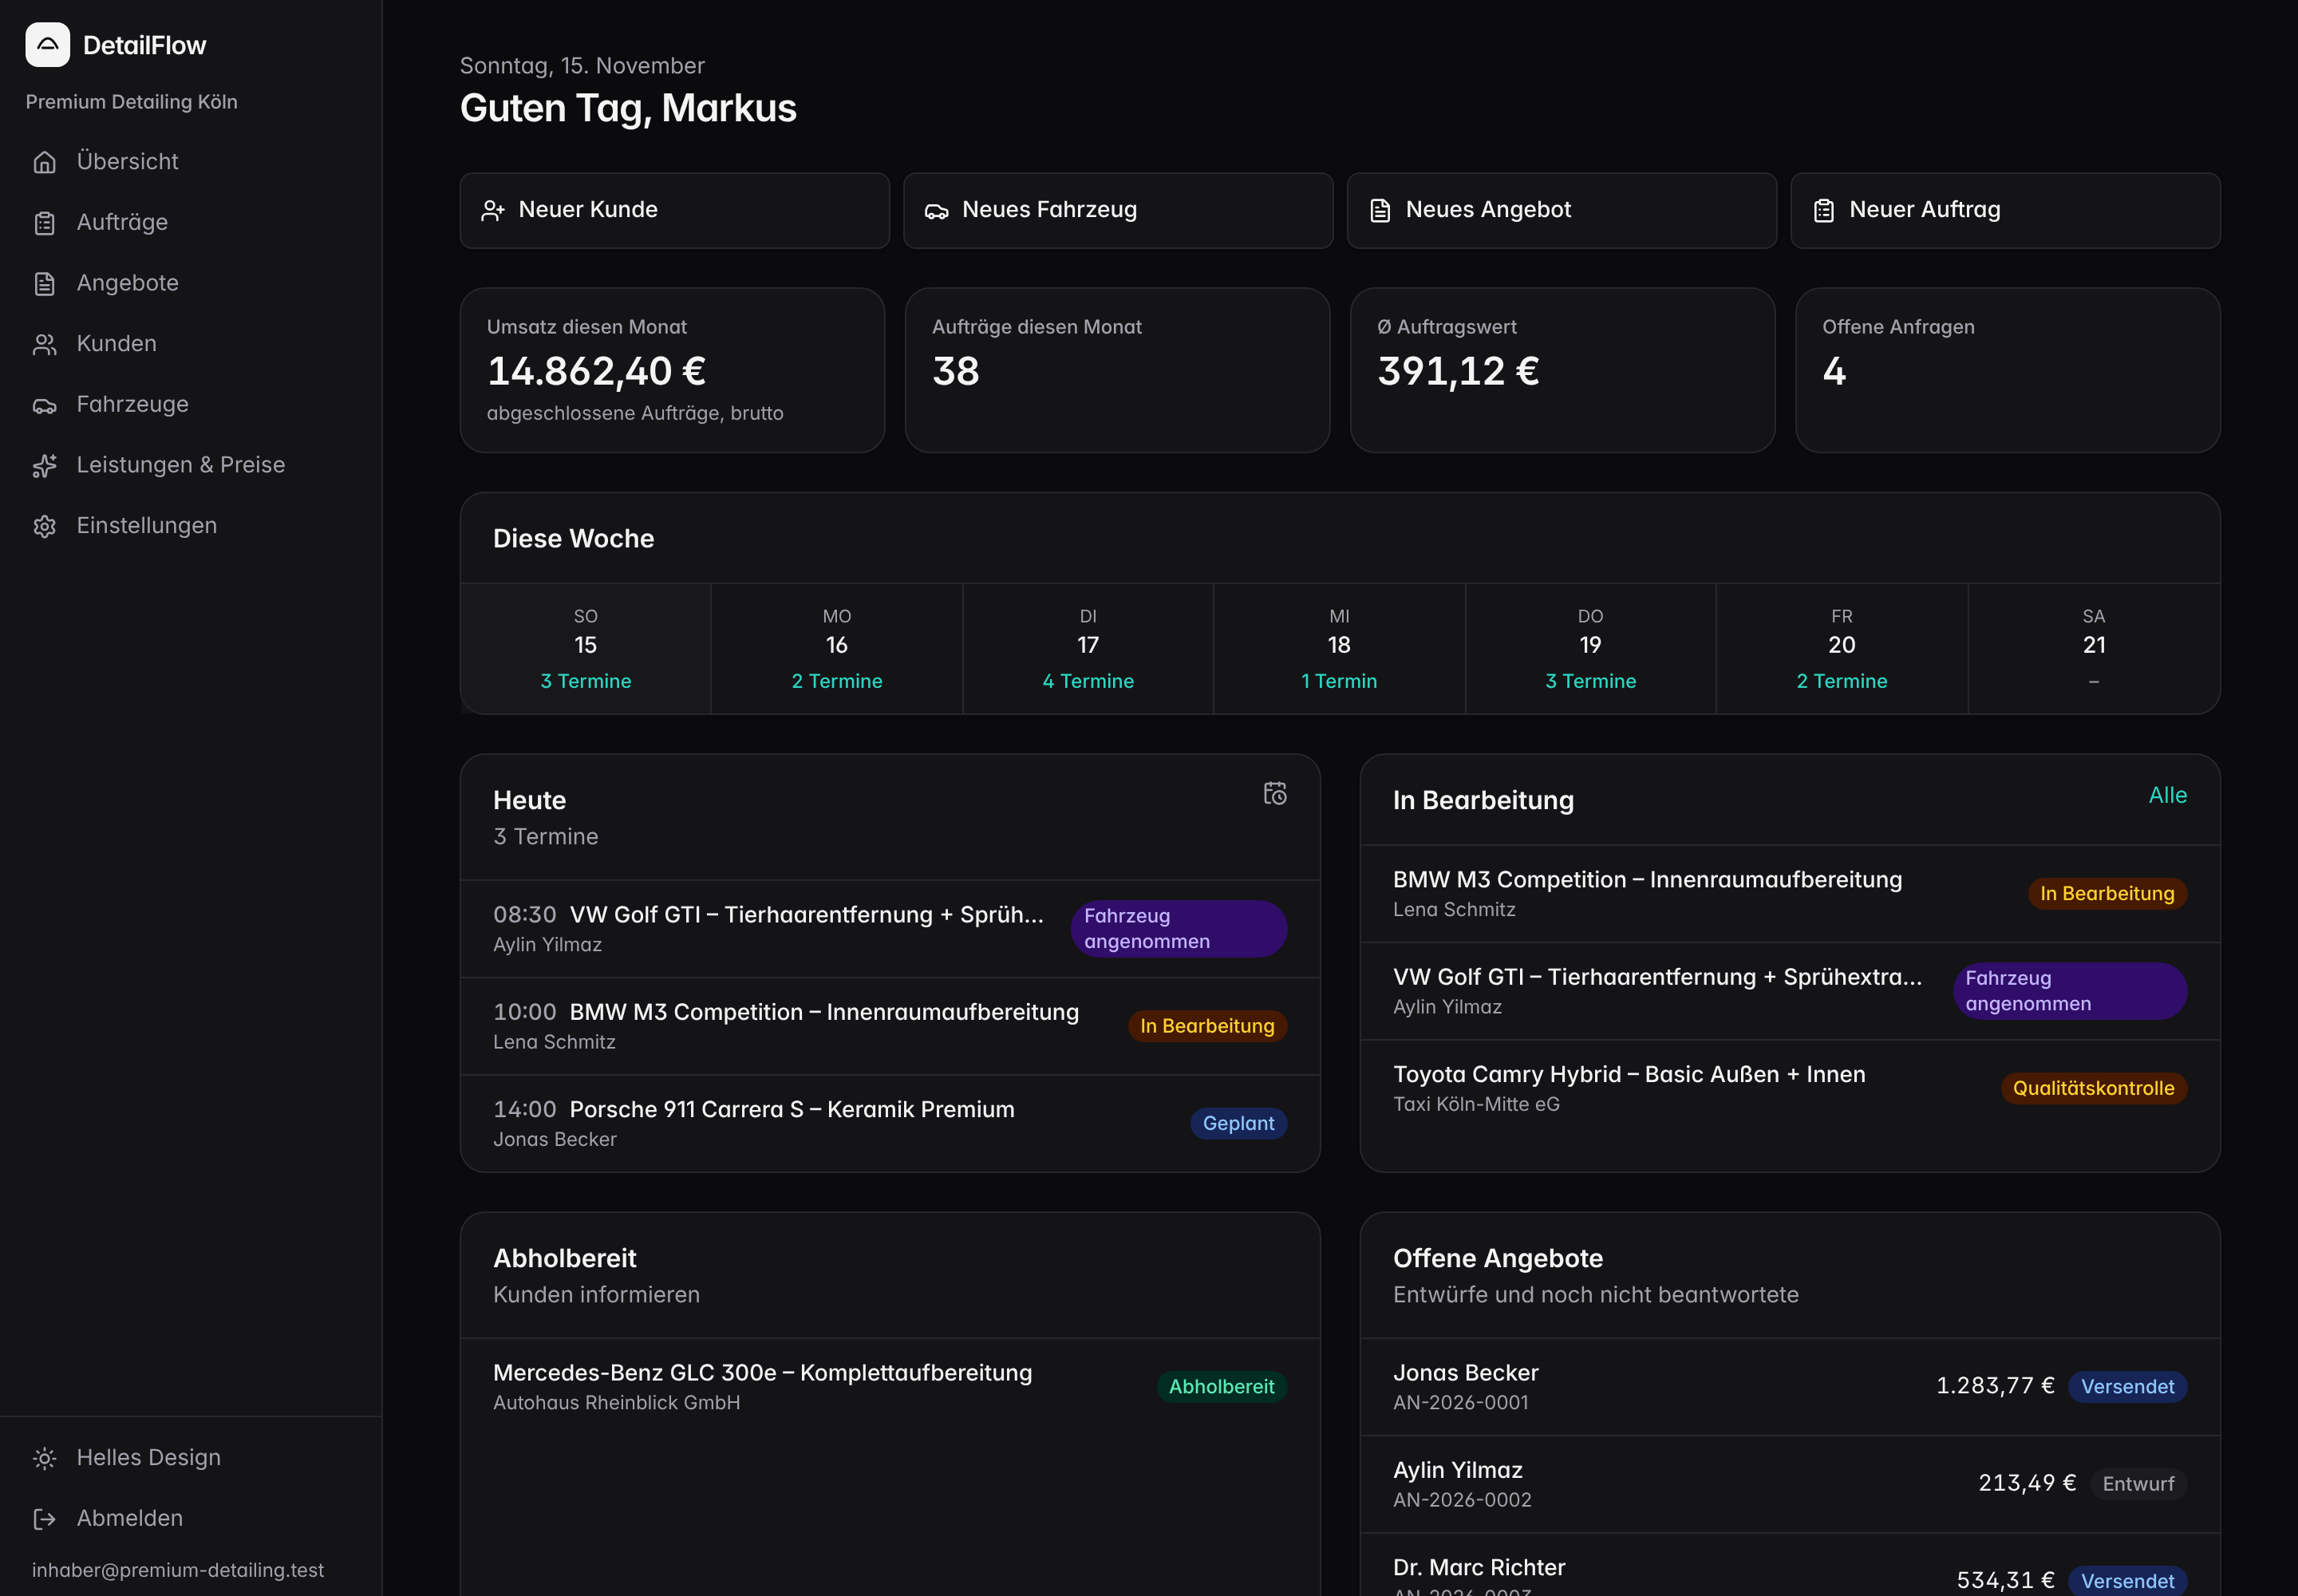 DetailFlow
Premium Detailing Köln
Übersicht
Aufträge
Angebote
Kunden
Fahrzeuge
Leistungen & Preise
Einstellungen
Helles Design
Abmelden
inhaber@premium-detailing.test
Sonntag, 15. November
Guten Tag, Markus
Neuer Kunde
Neues Fahrzeug
Neues Angebot
Neuer Auftrag
Umsatz diesen Monat
14.862,40 €
abgeschlossene Aufträge, brutto
Aufträge diesen Monat
38
Ø Auftragswert
391,12 €
Offene Anfragen
4
Diese Woche
SO
15
3 Termine
MO
16
2 Termine
DI
17
4 Termine
MI
18
1 Termin
DO
19
3 Termine
FR
20
2 Termine
SA
21
–
Heute
3 Termine
08:30 VW Golf GTI – Tierhaarentfernung + Sprüh...
Aylin Yilmaz
Fahrzeug
angenommen
10:00 BMW M3 Competition – Innenraumaufbereitung
Lena Schmitz
In Bearbeitung
14:00 Porsche 911 Carrera S – Keramik Premium
Jonas Becker
Geplant
In Bearbeitung
Alle
BMW M3 Competition – Innenraumaufbereitung
Lena Schmitz
In Bearbeitung
VW Golf GTI – Tierhaarentfernung + Sprühextra...
Aylin Yilmaz
Fahrzeug
angenommen
Toyota Camry Hybrid – Basic Außen + Innen
Taxi Köln-Mitte eG
Qualitätskontrolle
Abholbereit
Kunden informieren
Mercedes-Benz GLC 300e – Komplettaufbereitung
Autohaus Rheinblick GmbH
Abholbereit
Offene Angebote
Entwürfe und noch nicht beantwortete
Jonas Becker
AN-2026-0001
1.283,77 €
Versendet
Aylin Yilmaz
AN-2026-0002
213,49 €
Entwurf
Dr. Marc Richter
AN-2026-0003
534,31 €
Versendet